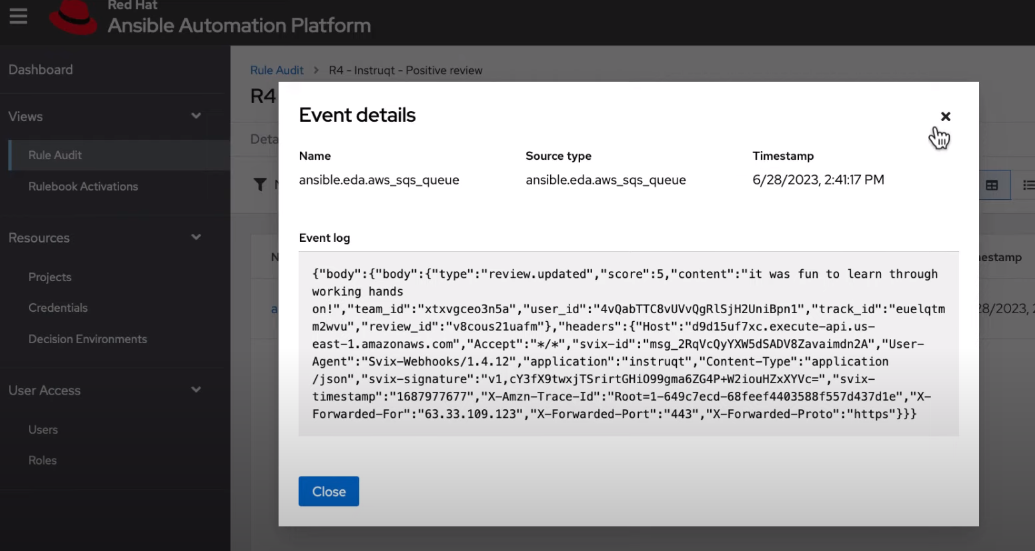 Red Hat
Ansible Automation Platform
Dashboard
Views
Rule Audit
Rulebook Activations
Resources
Projects
Credentials
Decision Environments
User Access
Users
Roles
Rule Audit > R4 - Instruqt - Positive review
R4
Deta
Event details
Name
ansible.eda.aws_sqs_queue
Source type
ansible.eda.aws_sqs_queue
Timestamp
6/28/2023, 2:41:17 PM
Event log
{"body":{"body":{"type":"review.updated","score":5,"content":"it was fun to learn through
working hands
on!","team_id":"xtxvgceo3n5a","user_id":"4vQabTTC8vUVvQgRlSjH2UniBpn1","track_id":"euelqtm
m2wvu","review_id":"v8cous21uafm"},"headers":{"Host":"d9d15uf7xc.execute-api.us-
east-1.amazonaws.com","Accept":"*/*","svix-id":"msg_2RqVcQyYXW5dSADV8Zavaimdn2A","User-
Agent":"Svix-Webhooks/1.4.12","application":"instruqt","Content-Type":"application
/json","svix-signature":"v1,cY3fX9twxjTSrirtGHiO99gma6ZG4P+W2iouHZxXYVc=","svix-
timestamp":"1687977677","X-Amzn-Trace-Id":"Root=1-649c7ecd-68feef4403588f557d437d1e","X-
Forwarded-For":"63.33.109.123","X-Forwarded-Port":"443","X-Forwarded-Proto":"https"}}}
Close
estamp
28/2023,